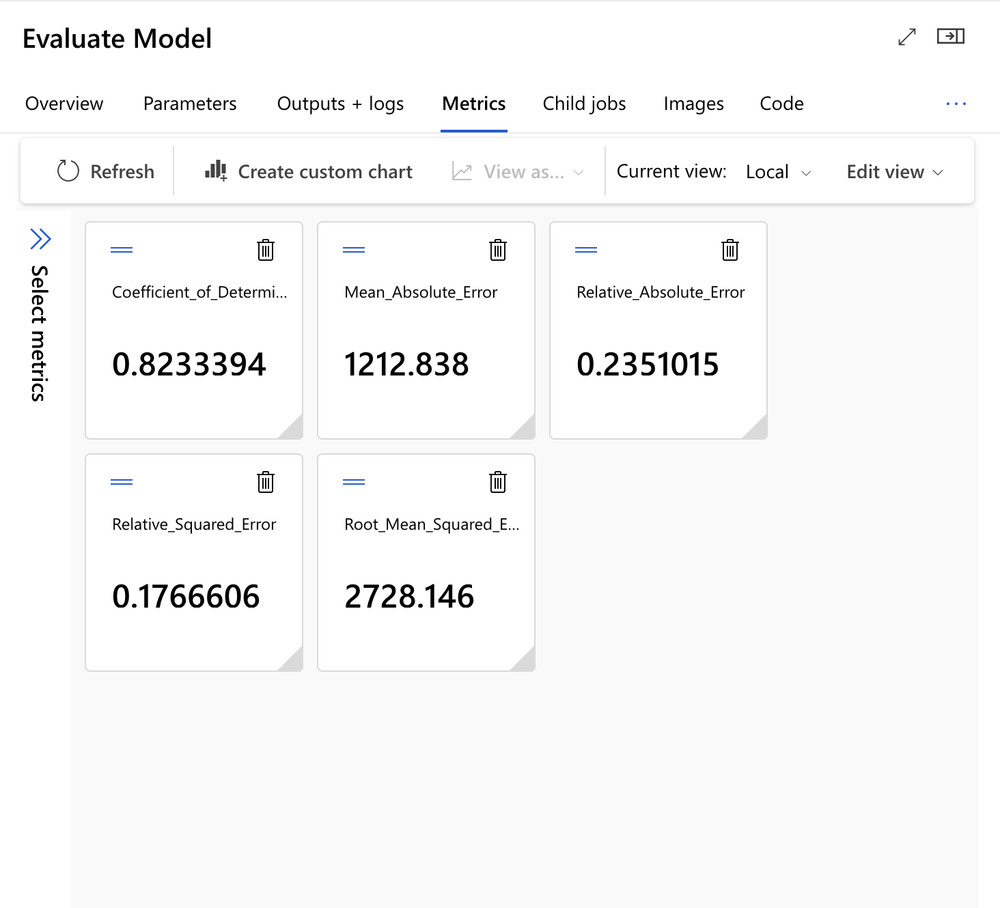 Evaluate Model
Overview Parameters Outputs + logs Metrics Child jobs Images Code ...
Refresh Create custom chart View as... Current view: Local Edit view
Select metrics
Coefficient_of_Determi... Mean_Absolute_Error Relative_Absolute_Error
0.8233394 1212.838 0.2351015
Relative_Squared_Error Root_Mean_Squared_E...
0.1766606 2728.146